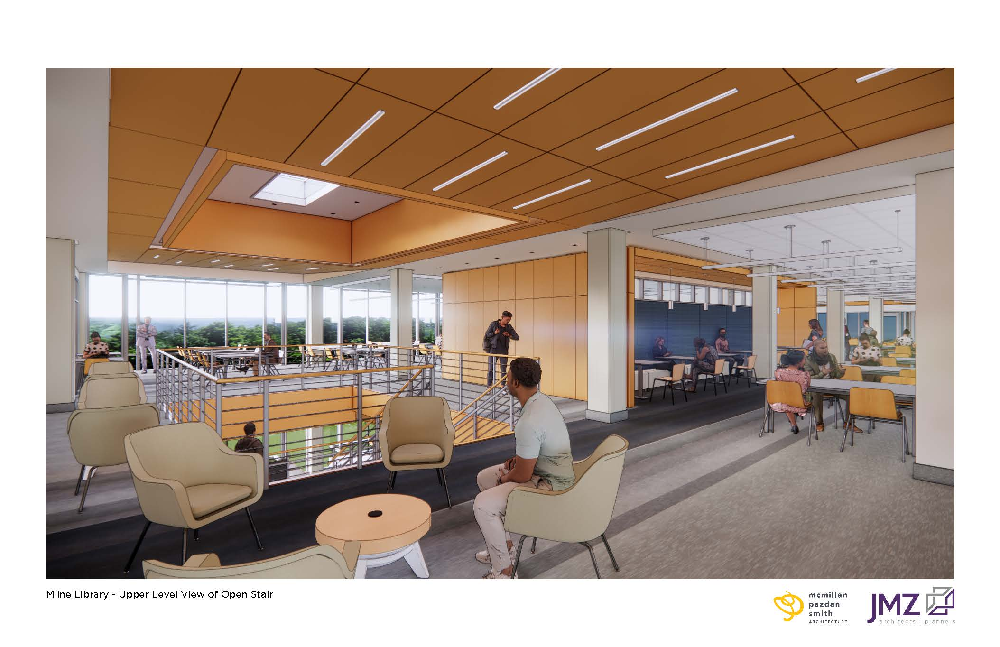 Milne Library - Upper Level View of Open Stair
mcmillan
pazdan
smith
ARCHITECTURE
JMZ
architects | planners